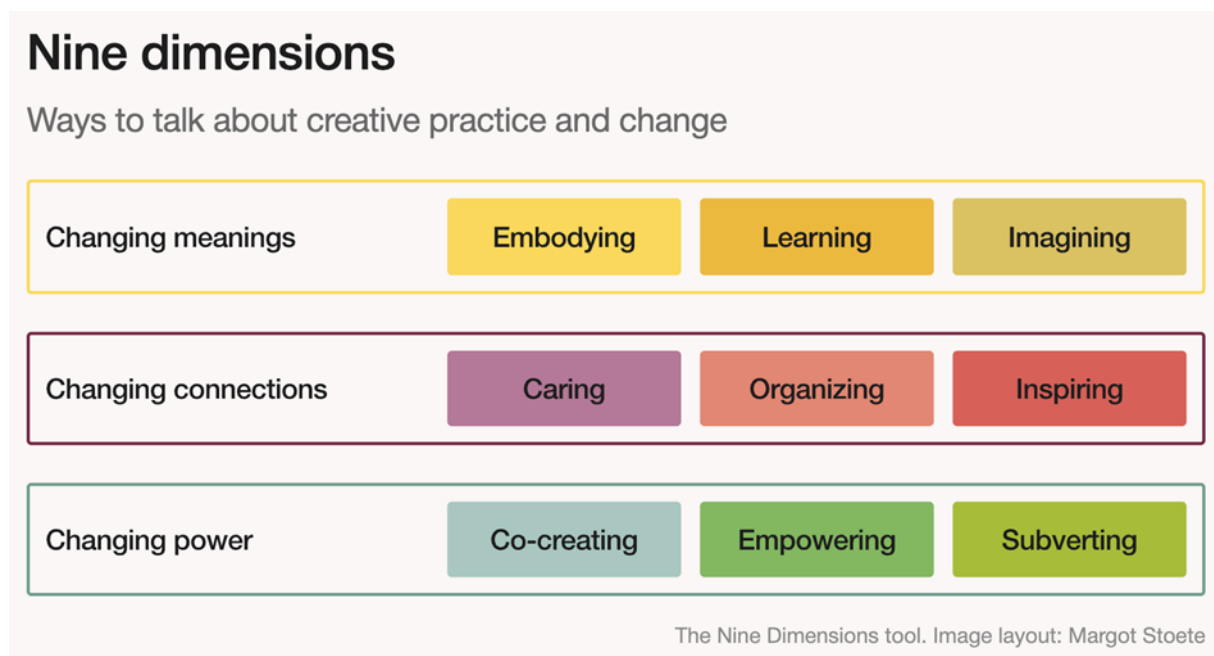 Nine dimensions
Ways to talk about creative practice and change
Changing meanings Embodying Learning Imagining
Changing connections Caring Organizing Inspiring
Changing power Co-creating Empowering Subverting
The Nine Dimensions tool. Image layout: Margot Stoete